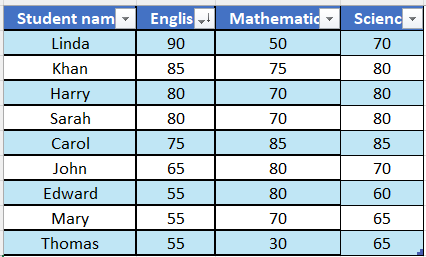 Student nam Englis Mathematic Scienc
Linda 90 50 70
Khan 85 75 80
Harry 80 70 80
Sarah 80 70 80
Carol 75 85 85
John 65 80 70
Edward 55 80 60
Mary 55 70 65
Thomas 55 30 65